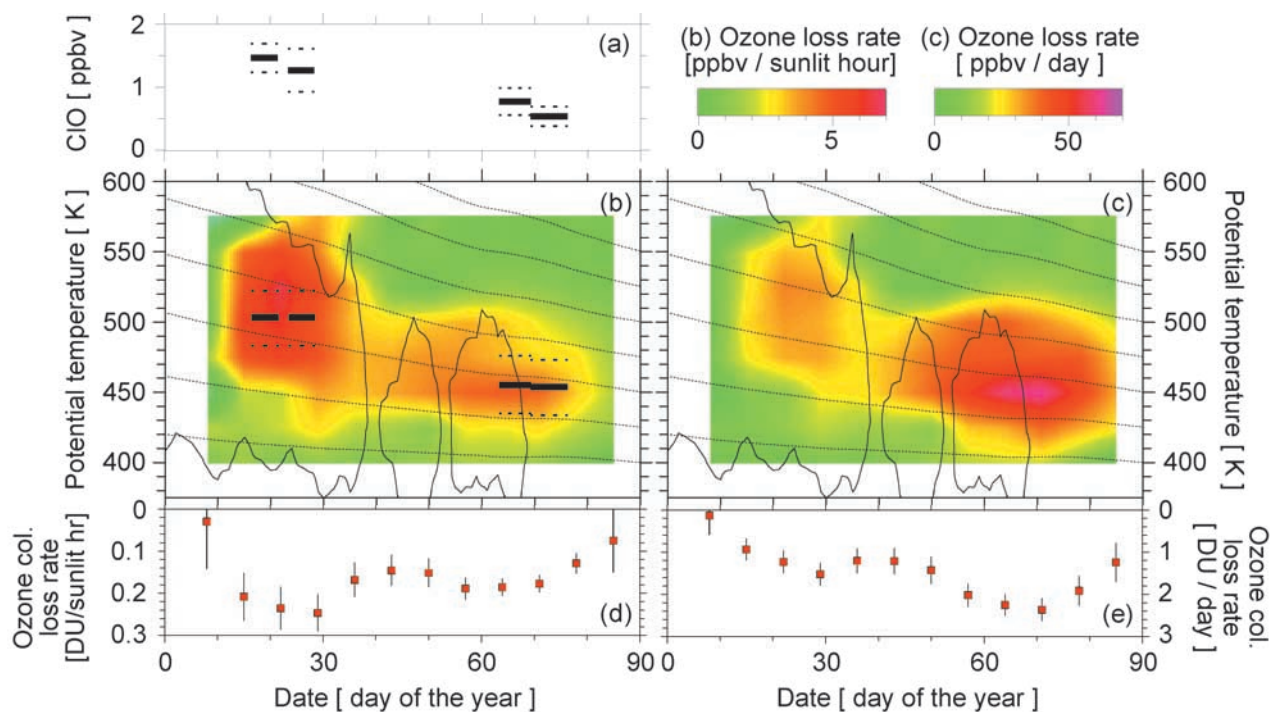 2
1
0
ClO [ ppbv ]
(a)
(b) Ozone loss rate
[ppbv / sunlit hour]
0 5
(c) Ozone loss rate
[ ppbv / day ]
0 50
600
550
500
450
400
Potential temperature [ K ]
(b)
(c)
600
550
500
450
400
Potential temperature [ K ]
0
0.1
0.2
0.3
Ozone col.
loss rate
[DU/sunlit hr]
(d)
(e)
0
1
2
3
Ozone col.
loss rate
[ DU / day ]
0 30 60 90
Date [ day of the year ]
0 30 60 90
Date [ day of the year ]